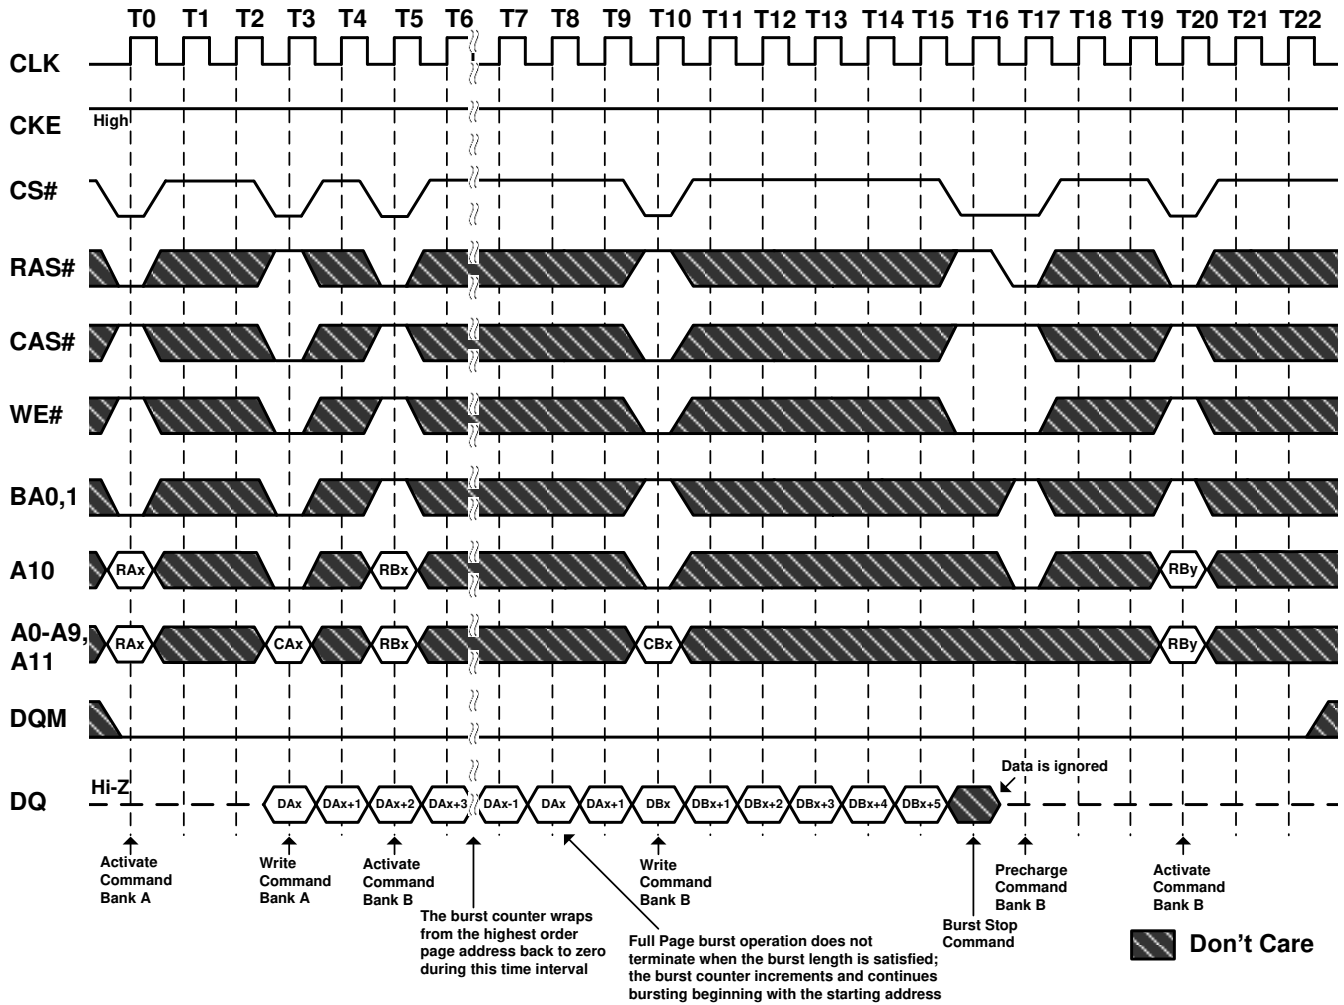 T0 T1 T2 T3 T4 T5 T6 T7 T8 T9 T10 T11 T12 T13 T14 T15 T16 T17 T18 T19 T20 T21 T22
CLK
CKE High
CS#
RAS#
CAS#
WE#
BA0,1
A10 RAx RBx RBy
A0-A9,
A11 RAx CAx RBx CBx RBy
DQM
Data is ignored
Hi-Z
DQ DAx DAx+1 DAx+2 DAx+3 DAx-1 DAx DAx+1 DBx DBx+1 DBx+2 DBx+3 DBx+4 DBx+5
Activate
Command
Bank A
Write
Command
Bank A
Activate
Command
Bank B
The burst counter wraps
from the highest order
page address back to zero
during this time interval
Write
Command
Bank B
Full Page burst operation does not
terminate when the burst length is satisfied;
the burst counter increments and continues
bursting beginning with the starting address
Burst Stop
Command
Precharge
Command
Bank B
Activate
Command
Bank B
Don't Care